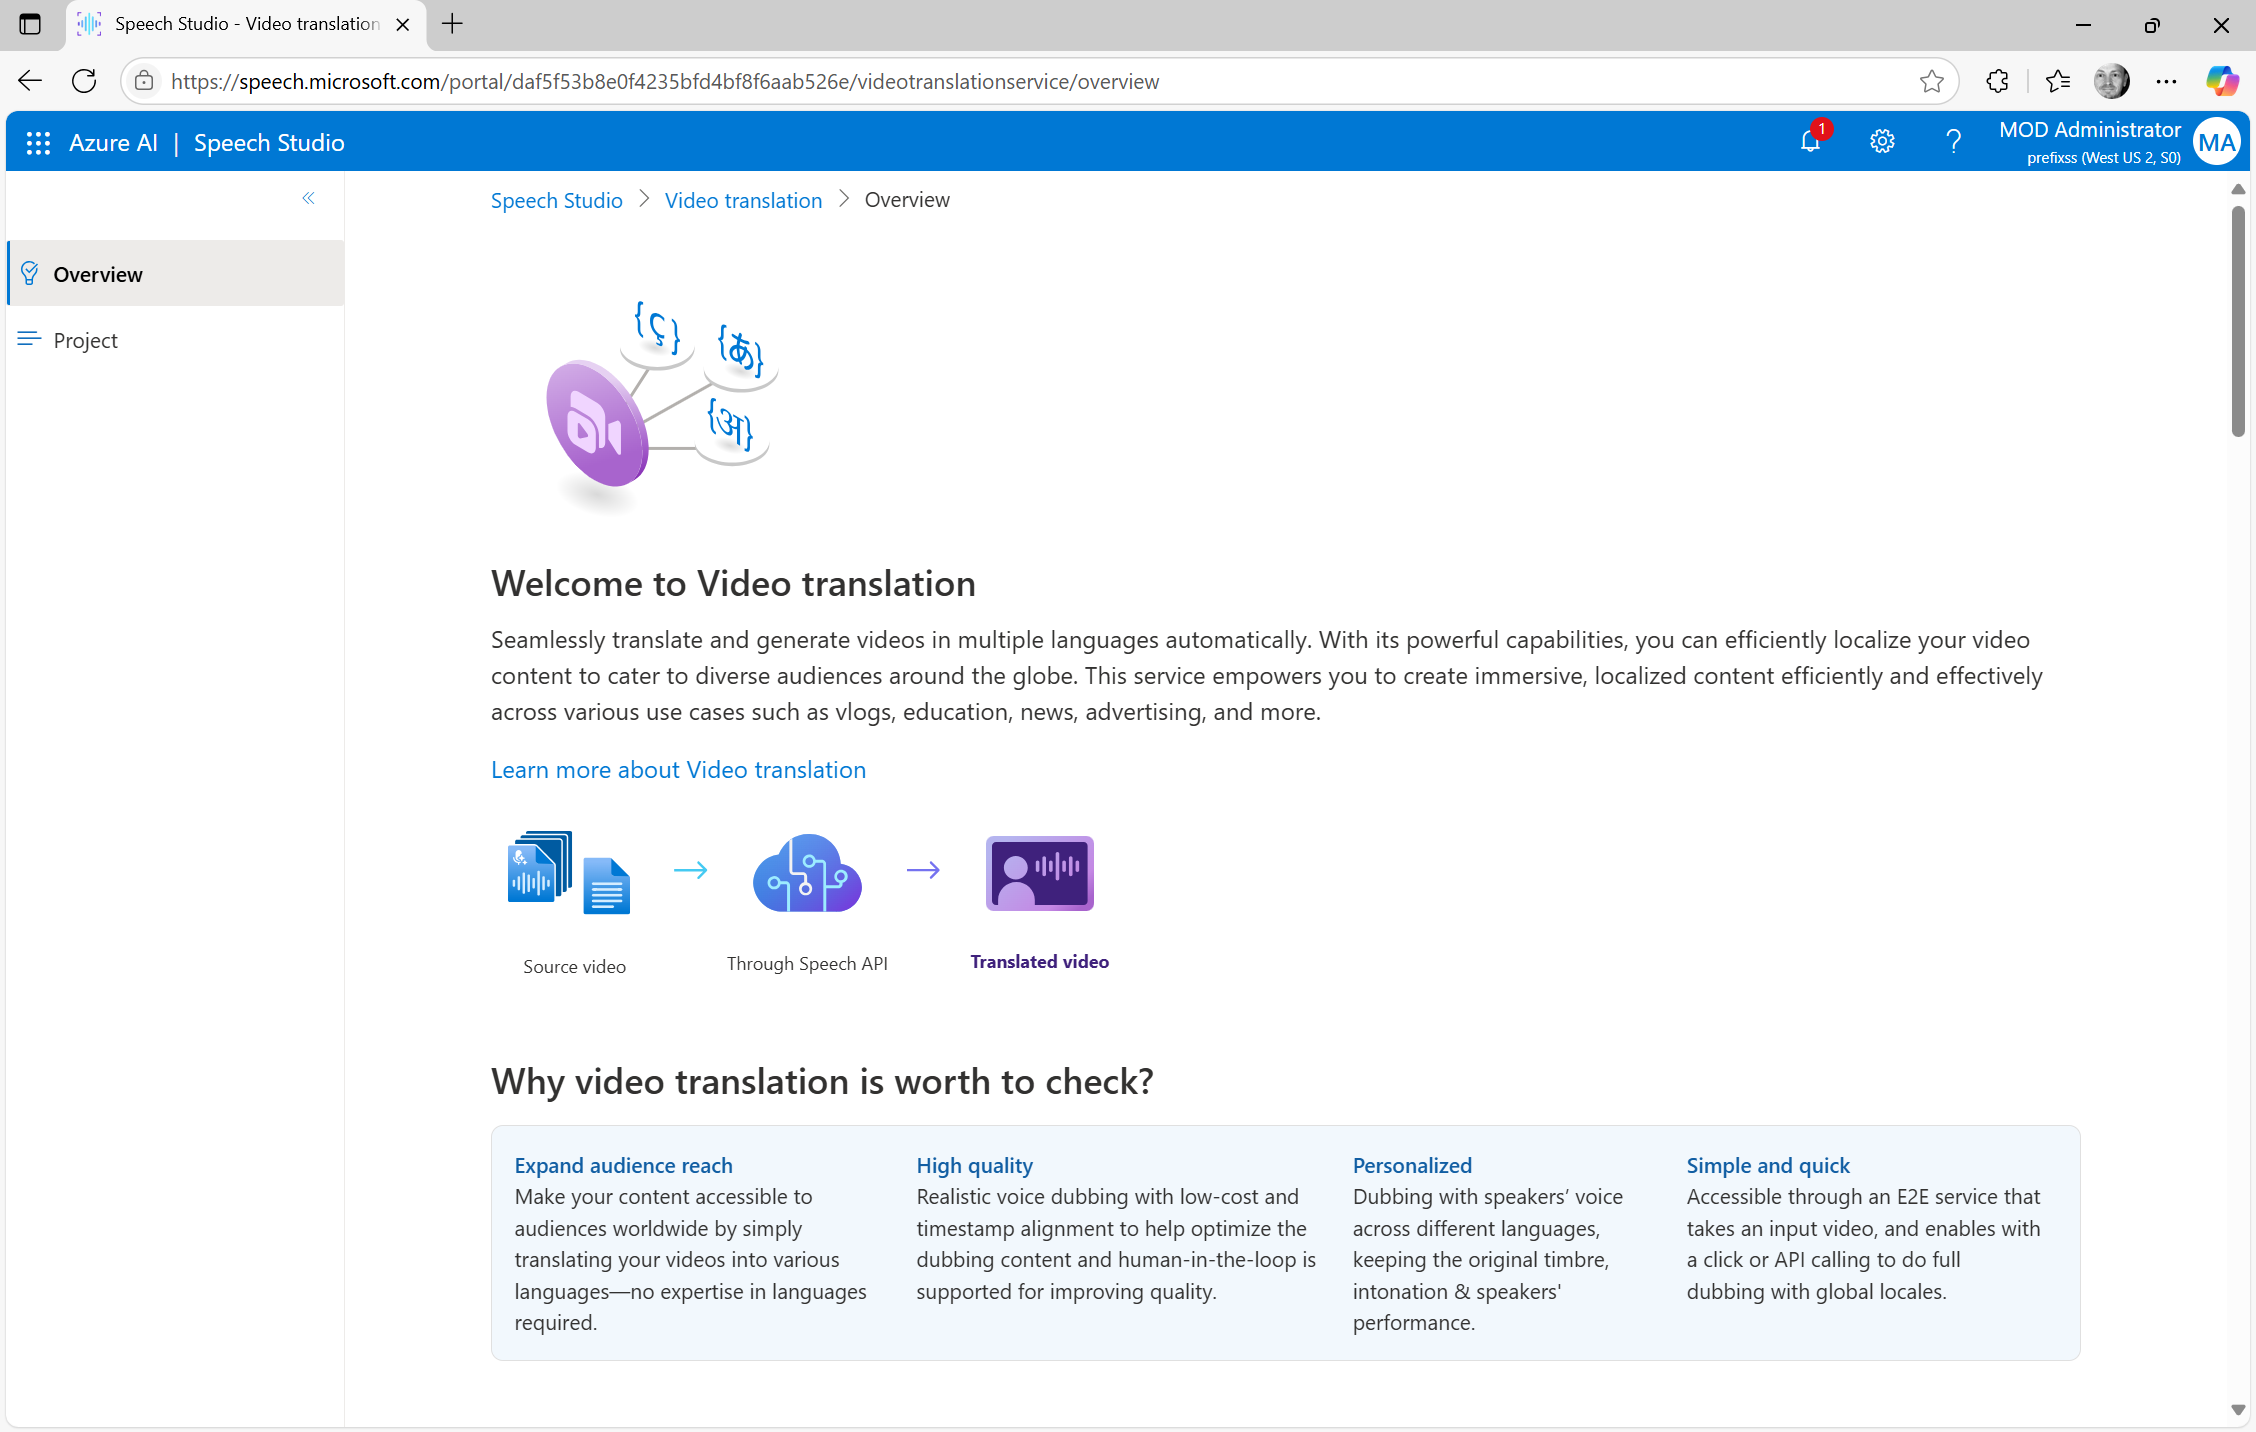 Speech Studio - Video translation
https://speech.microsoft.com/portal/daf5f53b8e0f4235bfd4bf8f6aab526e/videotranslationservice/overview
Azure AI | Speech Studio
1
MOD Administrator
prefixss (West US 2, S0)
MA
Overview
Project
Speech Studio > Video translation > Overview
{ç}
{あ}
{अ}
Welcome to Video translation
Seamlessly translate and generate videos in multiple languages automatically. With its powerful capabilities, you can efficiently localize your video
content to cater to diverse audiences around the globe. This service empowers you to create immersive, localized content efficiently and effectively
across various use cases such as vlogs, education, news, advertising, and more.
Learn more about Video translation
Source video
Through Speech API
Translated video
Why video translation is worth to check?
Expand audience reach
Make your content accessible to
audiences worldwide by simply
translating your videos into various
languages—no expertise in languages
required.
High quality
Realistic voice dubbing with low-cost and
timestamp alignment to help optimize the
dubbing content and human-in-the-loop is
supported for improving quality.
Personalized
Dubbing with speakers’ voice
across different languages,
keeping the original timbre,
intonation & speakers'
performance.
Simple and quick
Accessible through an E2E service that
takes an input video, and enables with
a click or API calling to do full
dubbing with global locales.